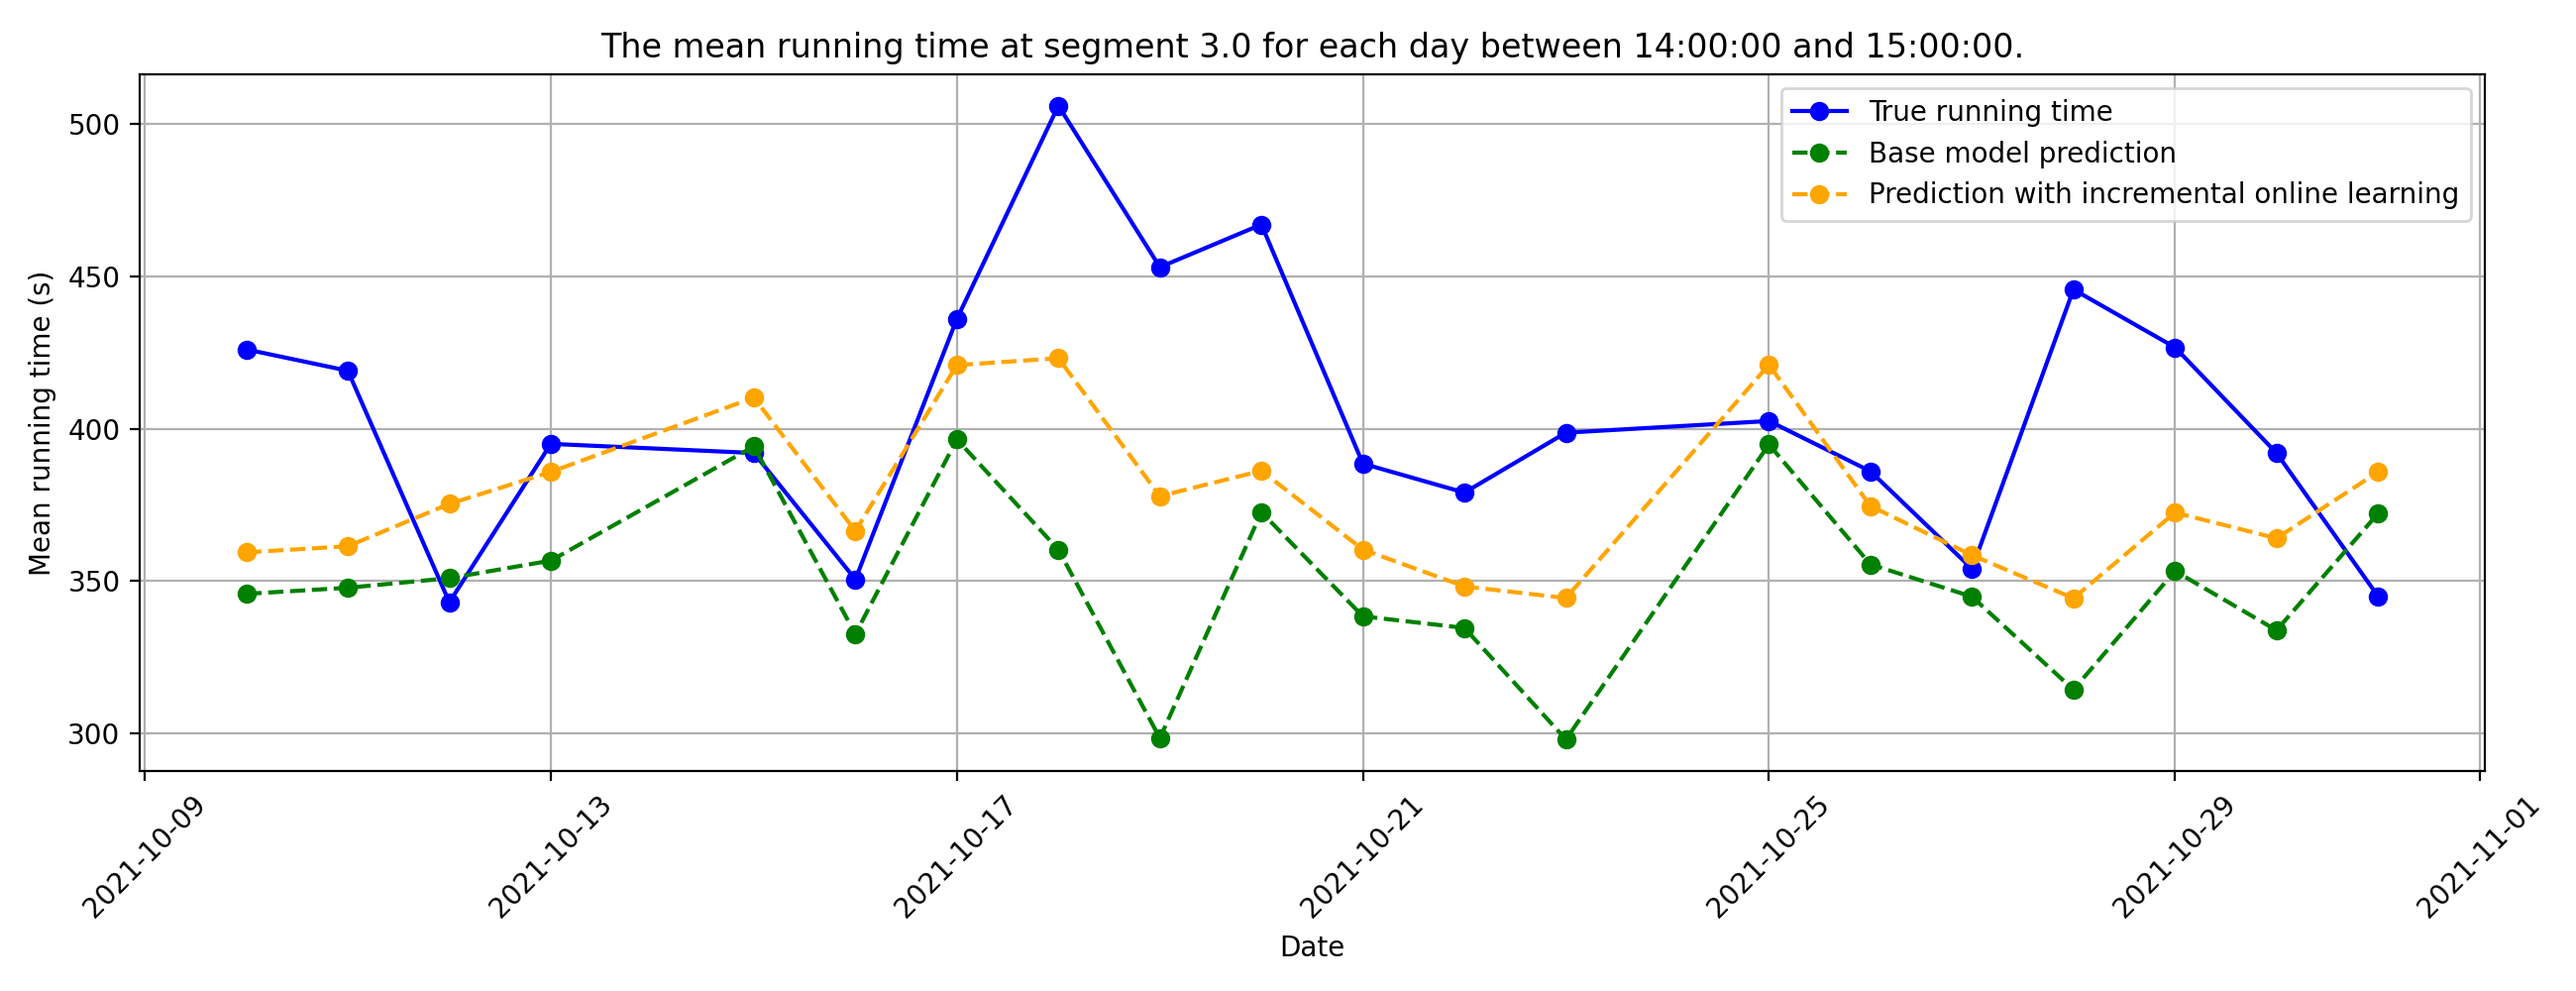 The mean running time at segment 3.0 for each day between 14:00:00 and 15:00:00.
True running time
Base model prediction
Prediction with incremental online learning
Mean running time (s)
500
450
400
350
300
2021-10-09
2021-10-13
2021-10-17
2021-10-21
2021-10-25
2021-10-29
2021-11-01
Date